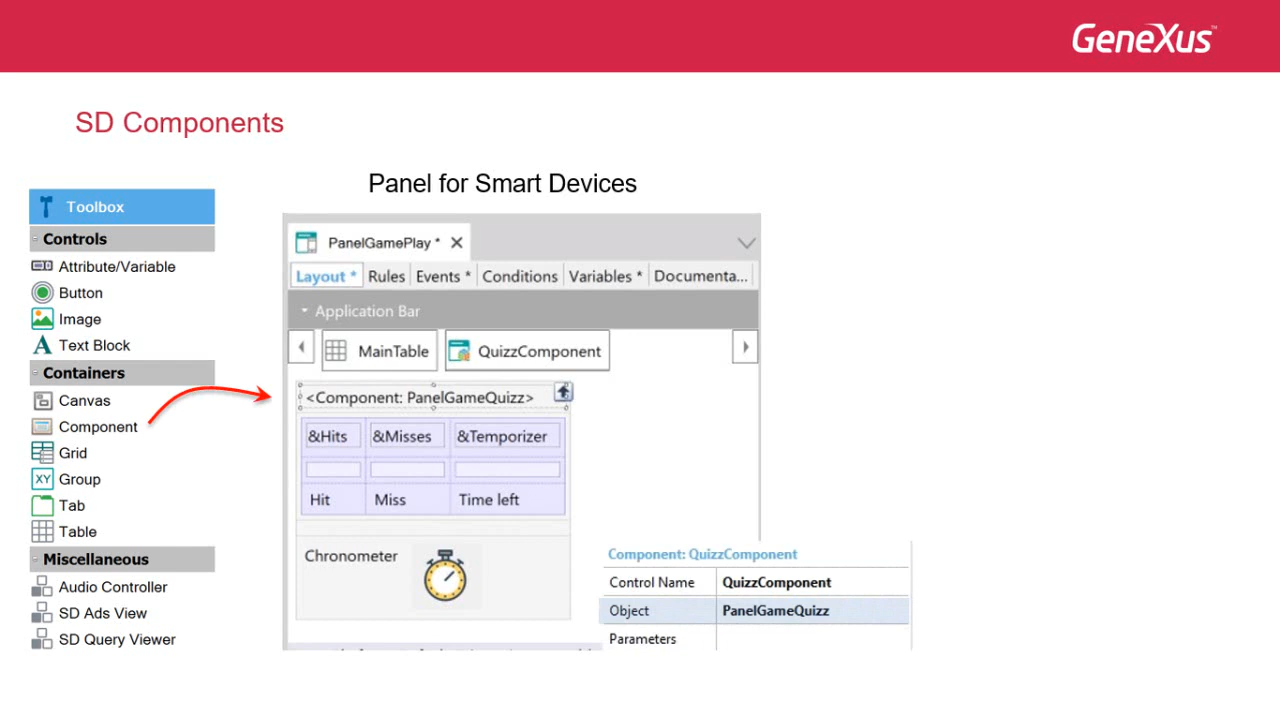 GeneXus™
SD Components
Panel for Smart Devices
Toolbox
Controls
Attribute/Variable
Button
Image
Text Block
Containers
Canvas
Component
Grid
Group
Tab
Table
Miscellaneous
Audio Controller
SD Ads View
SD Query Viewer
PanelGamePlay *
Layout * Rules Events * Conditions Variables * Documenta...
Application Bar
MainTable QuizzComponent
<Component: PanelGameQuizz>
&Hits &Misses &Temporizer
Hit Miss Time left
Chronometer
Component: QuizzComponent
Control Name QuizzComponent
Object PanelGameQuizz
Parameters